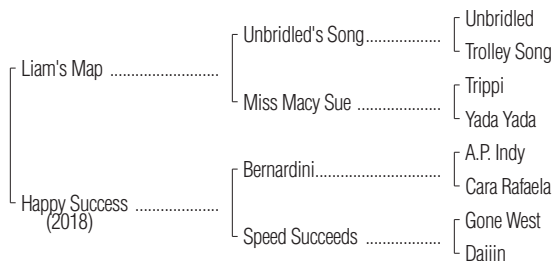 Unbridled
Unbridled's Song....................
Trolley Song
Liam's Map .............................
Trippi
Miss Macy Sue ......................
Yada Yada
A.P. Indy
Bernardini.................................
Cara Rafaela
Happy Success ......................
(2018)
Gone West
Speed Succeeds ....................
Daijin